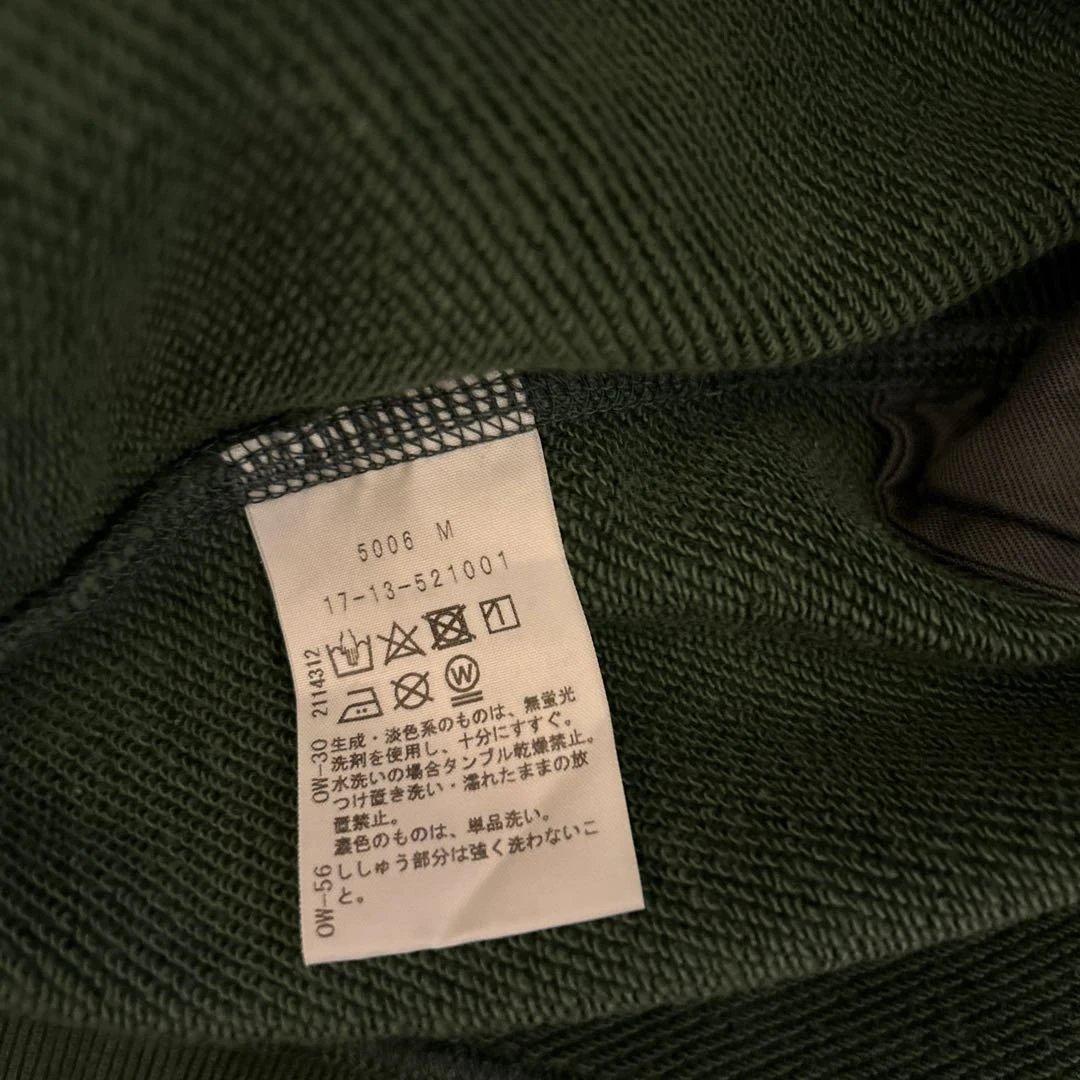 5006 M
17-13-521001
2114312
W
OW-30
生成・淡色系のものは、無蛍光
洗剤を使用し、十分にすすぐ。
水洗いの場合タンブル乾燥禁止。
つけ置き洗い・濡れたままの放
置禁止。
濃色のものは、単品洗い。
OW-56
ししゅう部分は強く洗わないこ
と。